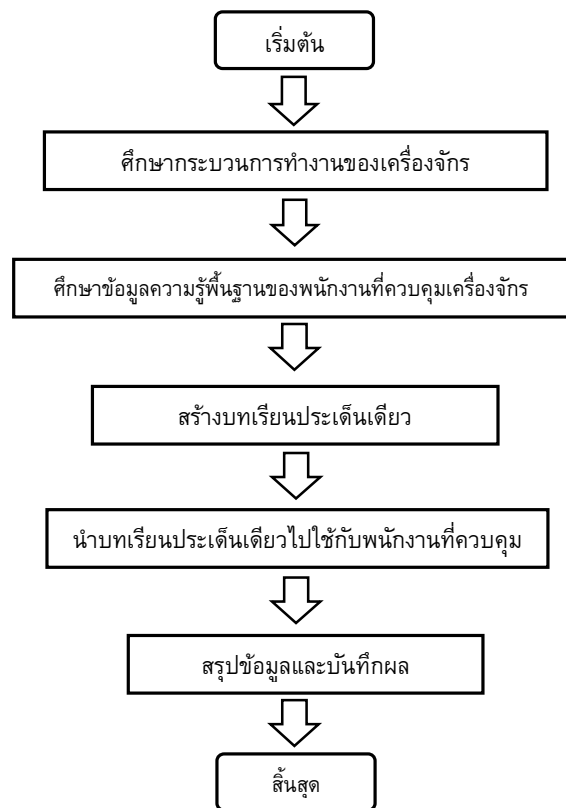 เริ่มต้น
ศึกษากระบวนการทำงานของเครื่องจักร
ศึกษาข้อมูลความรู้พื้นฐานของพนักงานที่ควบคุมเครื่องจักร
สร้างบทเรียนประเด็นเดียว
นำบทเรียนประเด็นเดียวไปใช้กับพนักงานที่ควบคุม
สรุปข้อมูลและบันทึกผล
สิ้นสุด